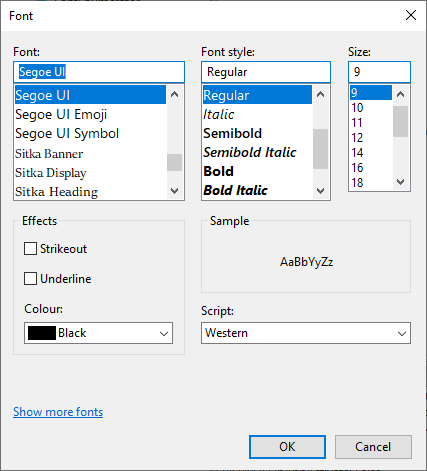 Font
Font:
Font style:
Size:
Segoe UI
Regular
9
Segoe UI
Segoe UI Emoji
Segoe UI Symbol
Sitka Banner
Sitka Display
Sitka Heading
Regular
Italic
Semibold
Semibold Italic
Bold
Bold Italic
9
10
11
12
14
16
18
Effects
Strikeout
Underline
Colour:
Black
Sample
AaBbYyZz
Script:
Western
Show more fonts
OK
Cancel